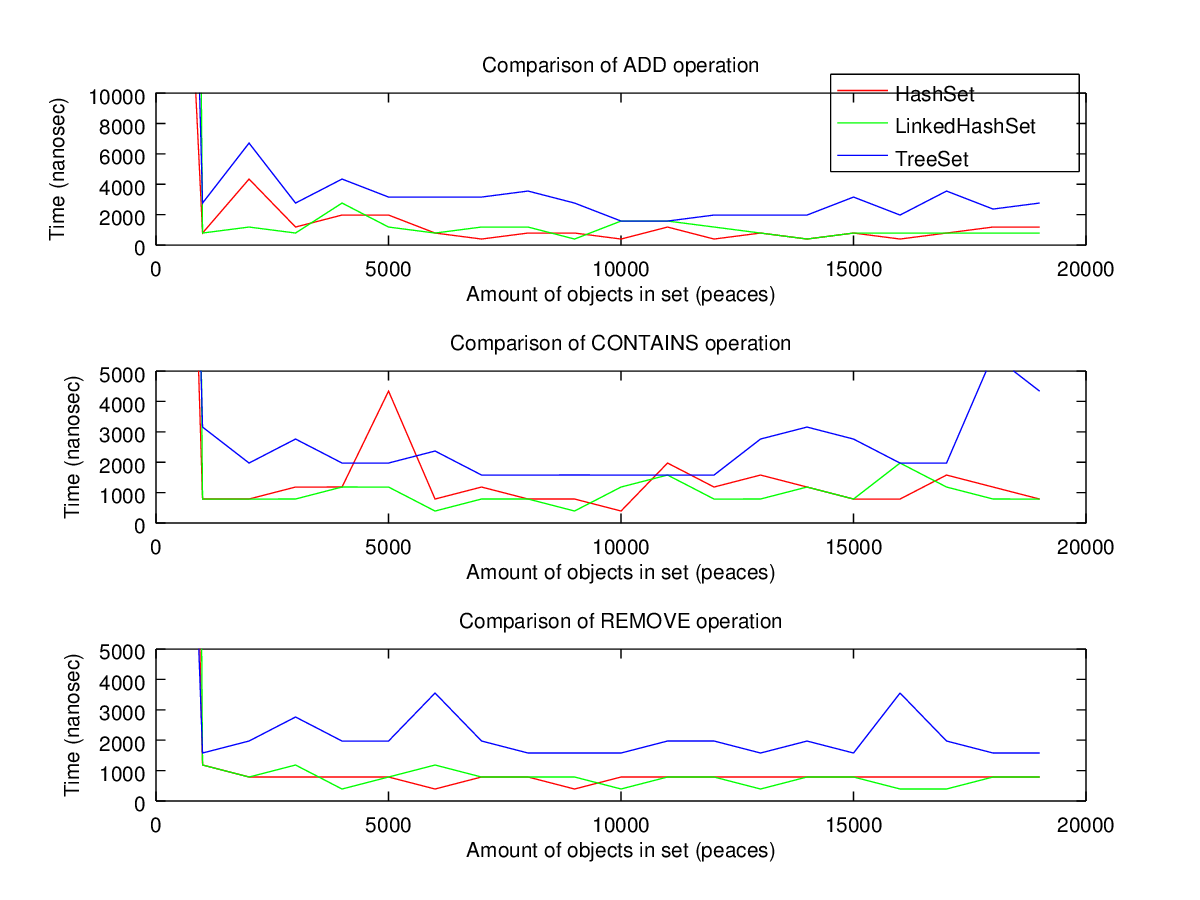 Comparison of ADD operation
HashSet
LinkedHashSet
TreeSet
Time (nanosec)
10000
8000
6000
4000
2000
0
0 5000 10000 15000 20000
Amount of objects in set (peaces)
Comparison of CONTAINS operation
Time (nanosec)
5000
4000
3000
2000
1000
0
0 5000 10000 15000 20000
Amount of objects in set (peaces)
Comparison of REMOVE operation
Time (nanosec)
5000
4000
3000
2000
1000
0
0 5000 10000 15000 20000
Amount of objects in set (peaces)